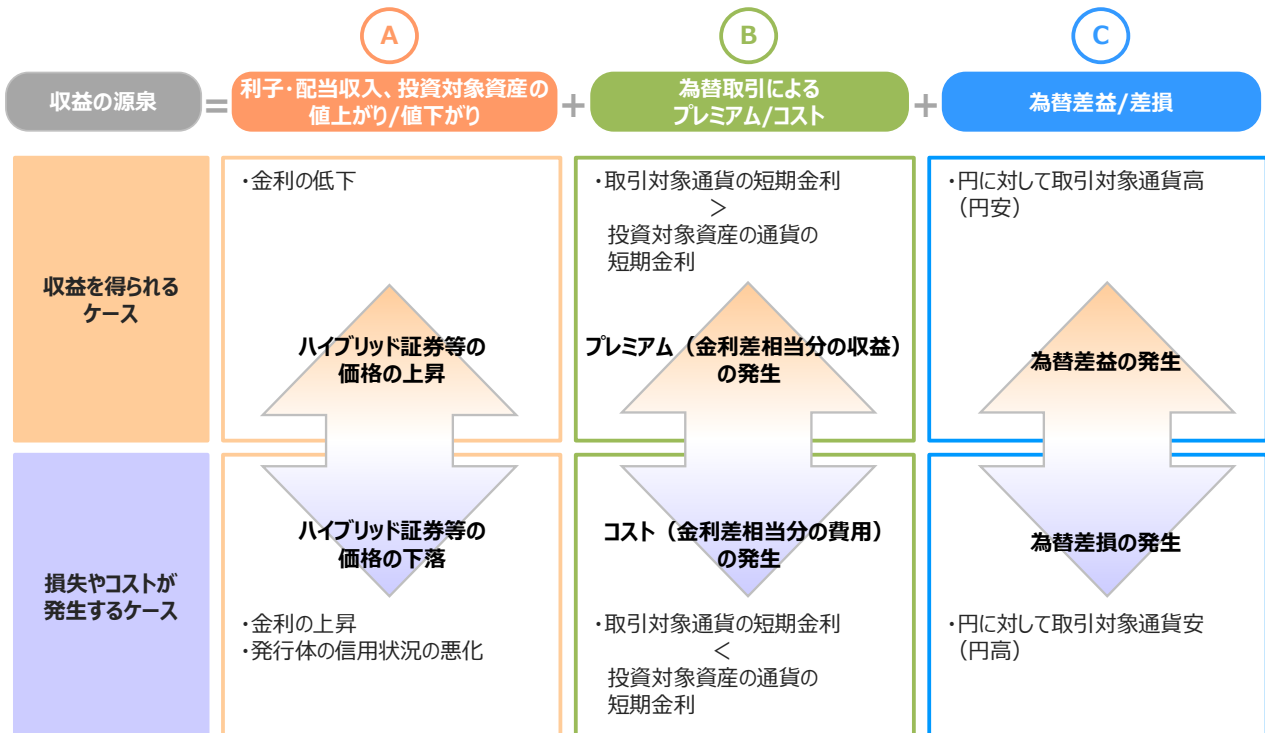 A
B
C
収益の源泉
=
利子・配当収入、投資対象資産の
値上がり/値下がり
+
為替取引による
プレミアム/コスト
+
為替差益/差損
収益を得られる
ケース
・金利の低下
ハイブリッド証券等の
価格の上昇
・取引対象通貨の短期金利
＞
投資対象資産の通貨の
短期金利
プレミアム（金利差相当分の収益）
の発生
・円に対して取引対象通貨高
（円安）
為替差益の発生
損失やコストが
発生するケース
ハイブリッド証券等の
価格の下落
・金利の上昇
・発行体の信用状況の悪化
コスト（金利差相当分の費用）
の発生
・取引対象通貨の短期金利
＜
投資対象資産の通貨の
短期金利
為替差損の発生
・円に対して取引対象通貨安
（円高）